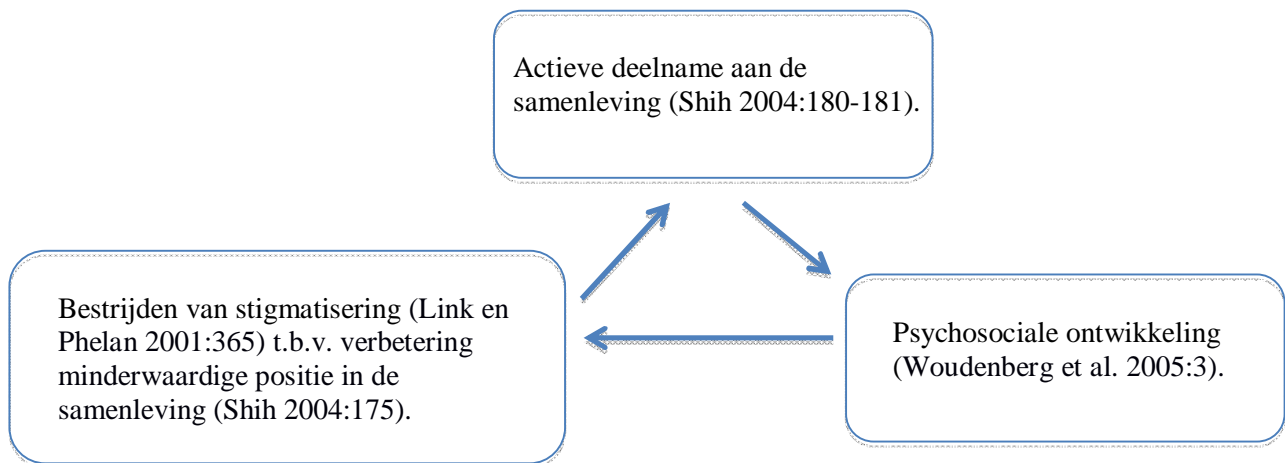 Actieve deelname aan de
samenleving (Shih 2004:180-181).
Bestrijden van stigmatisering (Link en
Phelan 2001:365) t.b.v. verbetering
minderwaardige positie in de
samenleving (Shih 2004:175).
Psychosociale ontwikkeling
(Woudenberg et al. 2005:3).